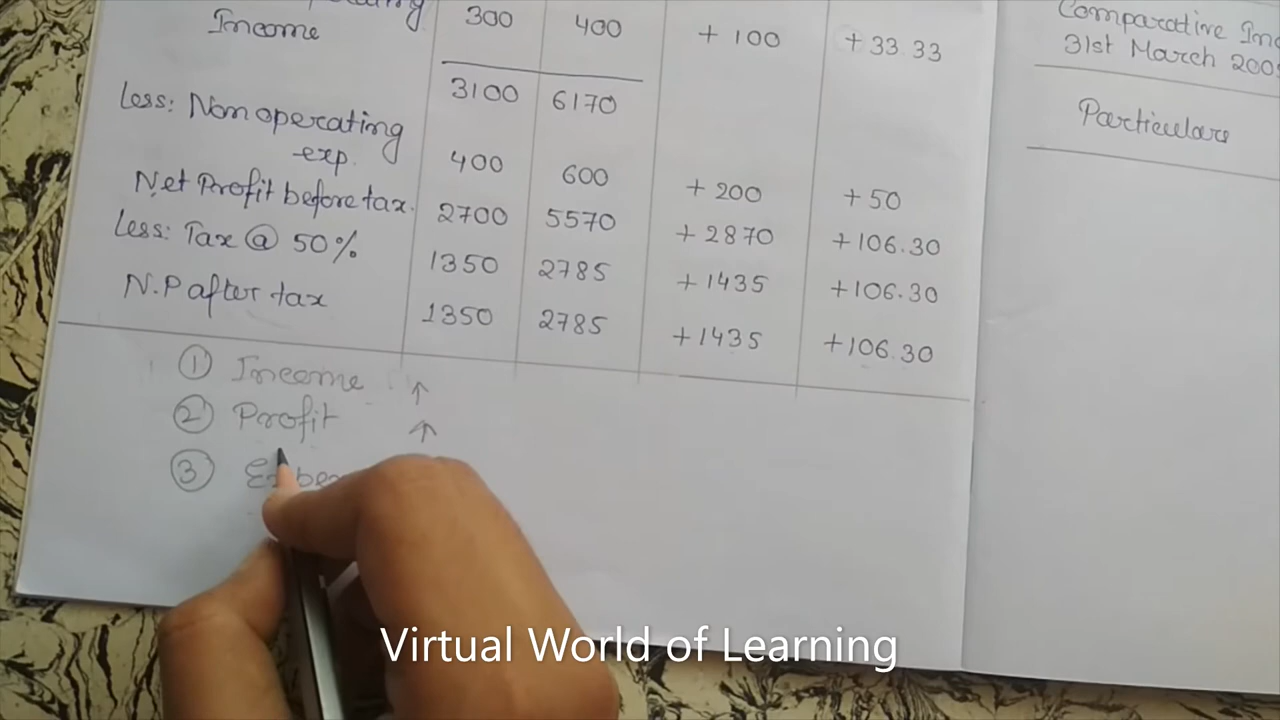 Income 300 400 + 100 + 33.33
3100 6170
Less: Non operating
exp. 400 600 + 200 + 50
Net Profit before tax. 2700 5570 + 2870 +106.30
Less: Tax @ 50% 1350 2785 + 1435 +106.30
N.P after tax 1350 2785 +1435 +106.30
① Income ↑
② Profit ↑
③
Comparative
31st March
Particulars
Virtual World of Learning